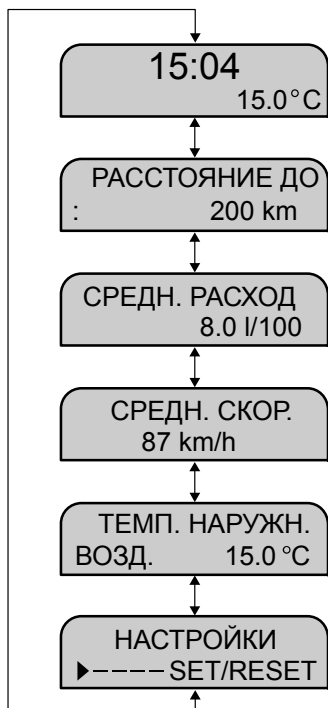 15:04
15.0°C
РАССТОЯНИЕ ДО
: 200 km
СРЕДН. РАСХОД
8.0 l/100
СРЕДН. СКОР.
87 km/h
ТЕМП. НАРУЖН.
ВОЗД. 15.0 °C
НАСТРОЙКИ
▶---- SET/RESET